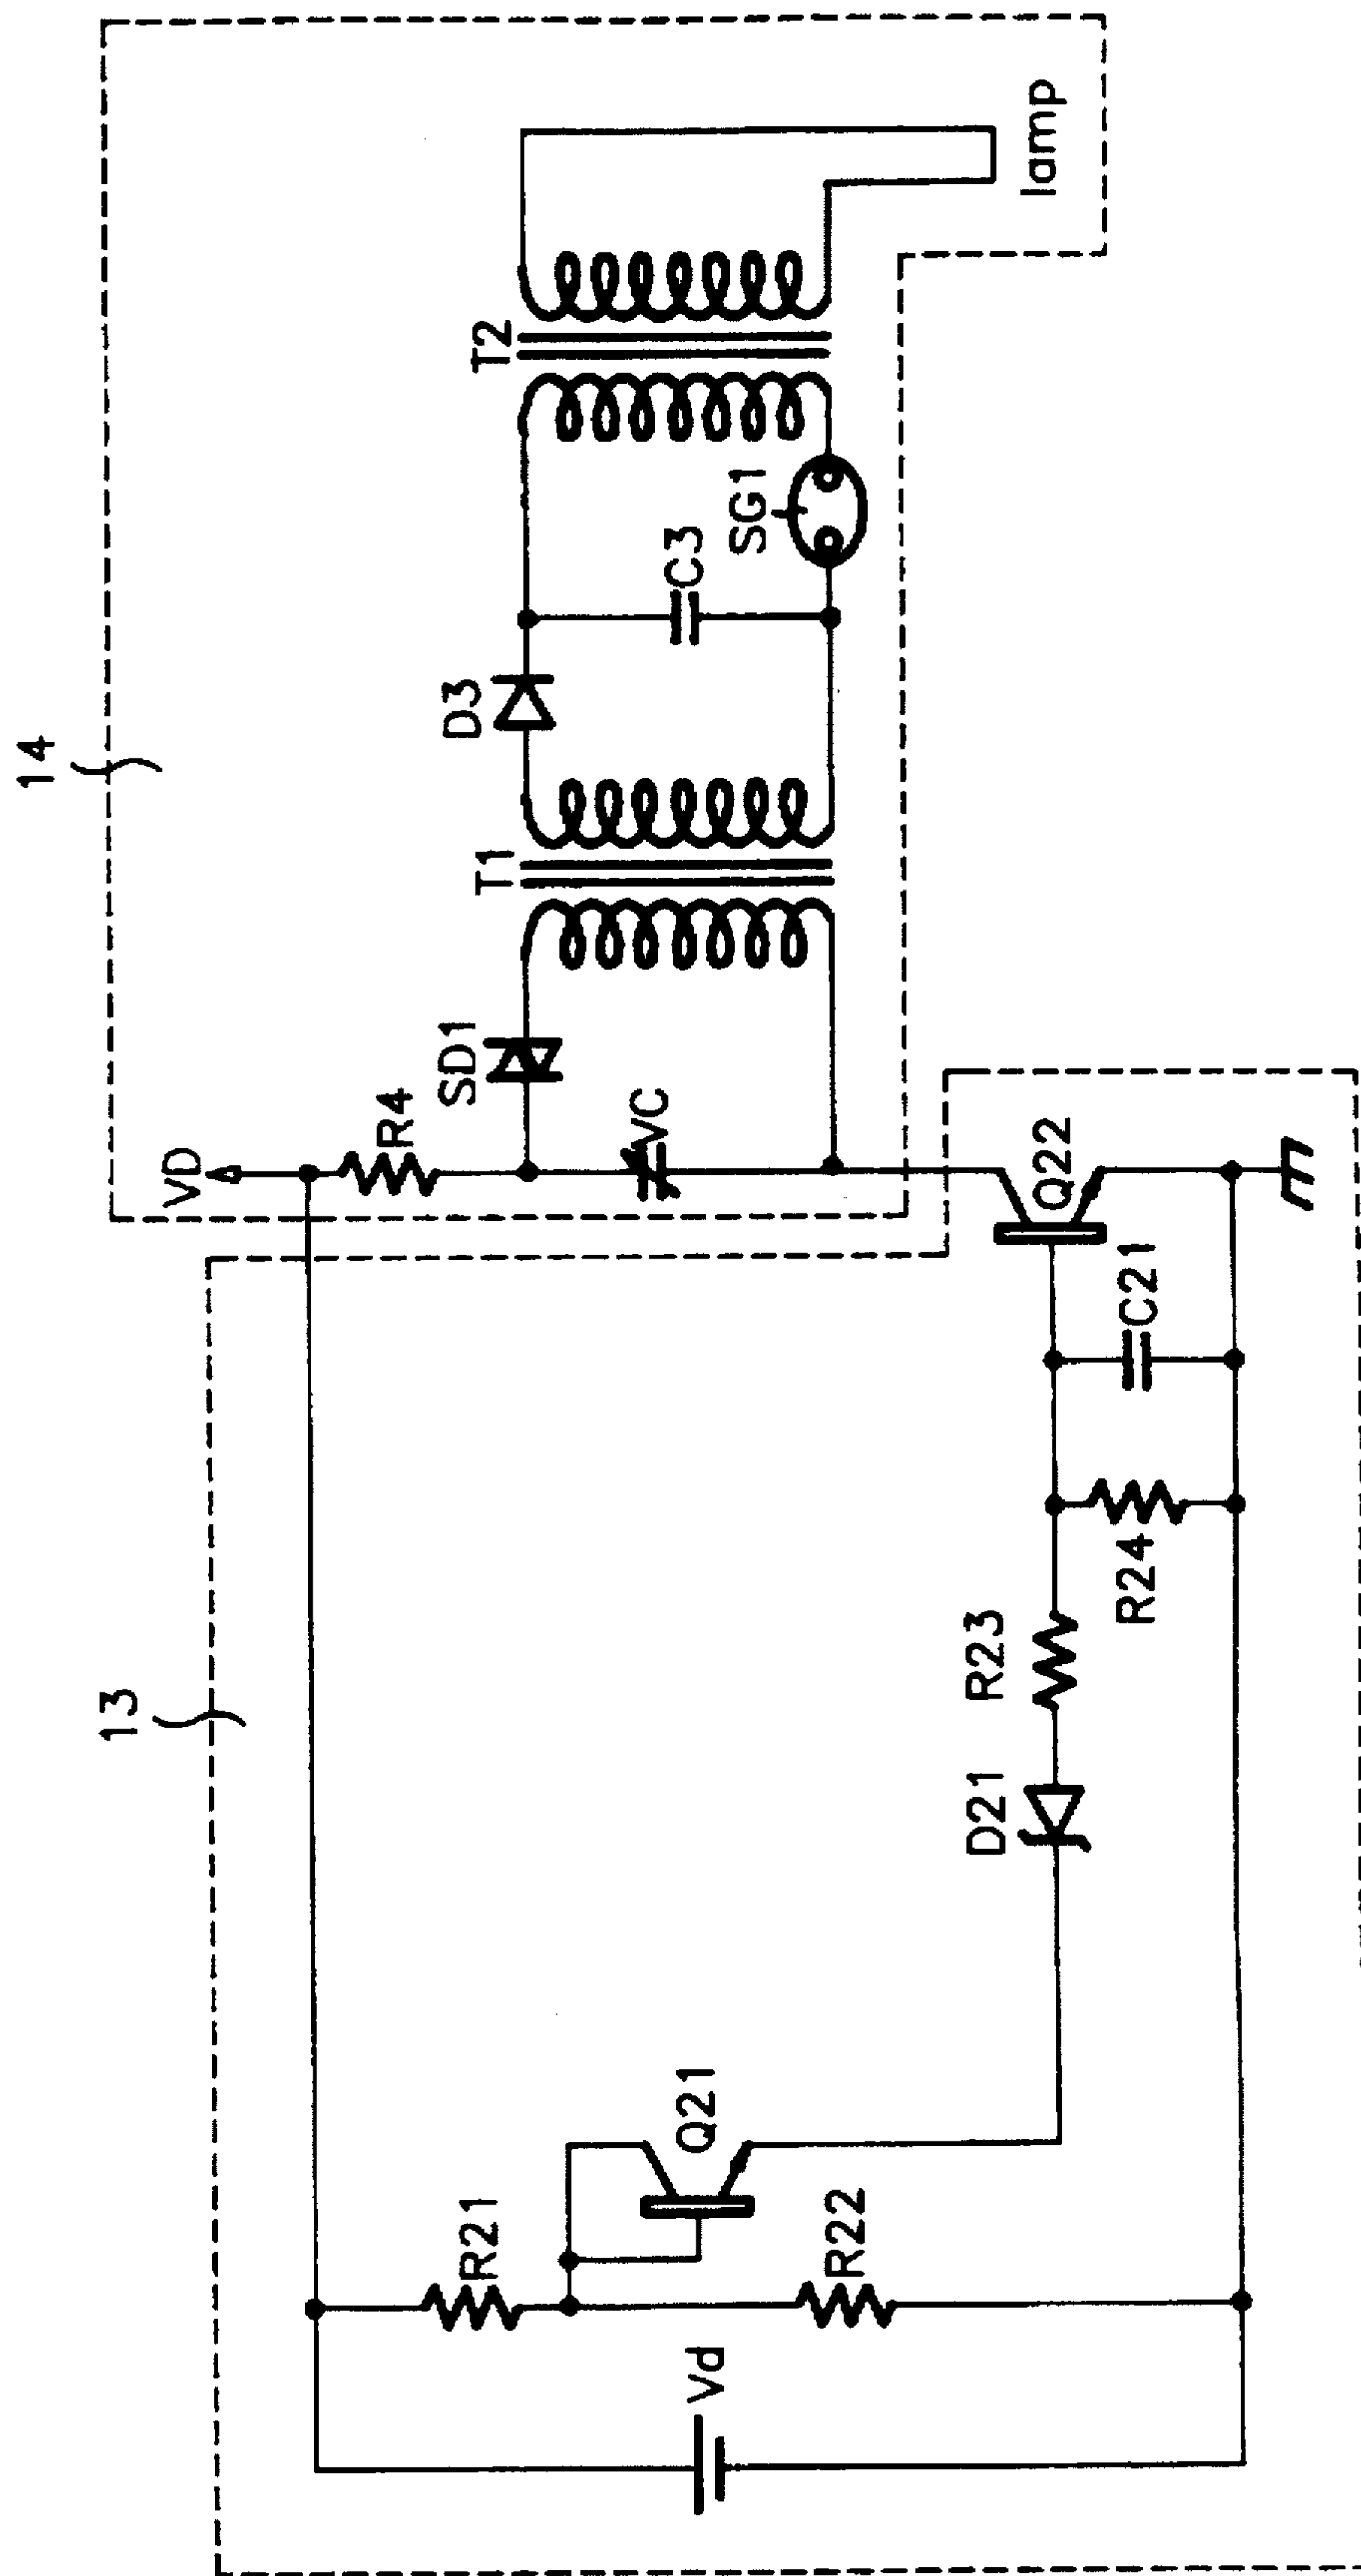 14
VD
R4
SD1
VC
T1
D3
C3
SG1
T2
lamp
13
Vd
R21
R22
Q21
D21
R23
R24
C21
Q22